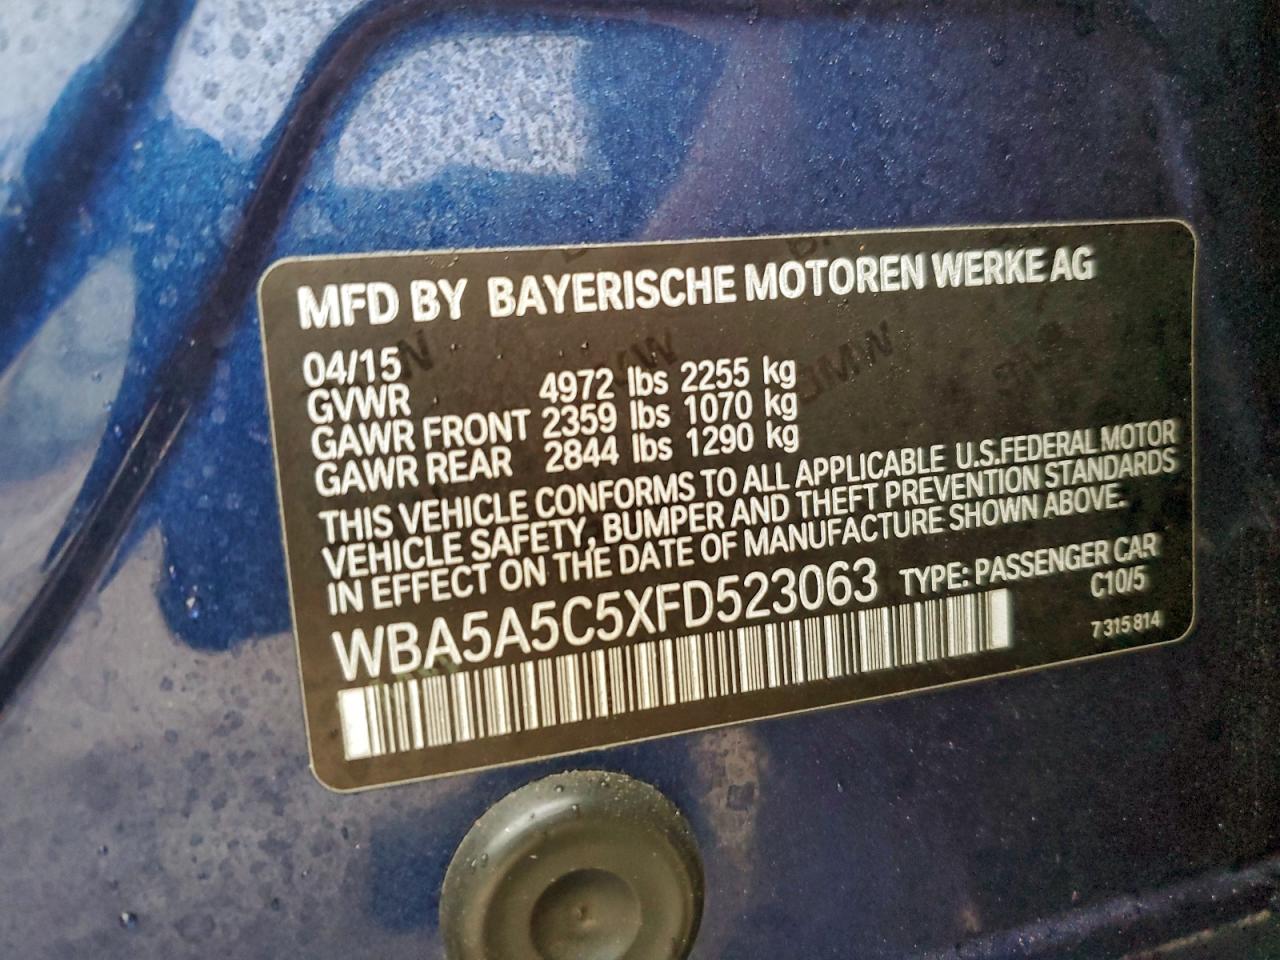 MFD BY BAYERISCHE MOTOREN WERKE AG
04/15
GVWR 4972 lbs 2255 kg
GAWR FRONT 2359 lbs 1070 kg
GAWR REAR 2844 lbs 1290 kg
THIS VEHICLE CONFORMS TO ALL APPLICABLE U.S.FEDERAL MOTOR
VEHICLE SAFETY, BUMPER AND THEFT PREVENTION STANDARDS
IN EFFECT ON THE DATE OF MANUFACTURE SHOWN ABOVE.
WBA5A5C5XFD523063 TYPE: PASSENGER CAR
C10/5
7 315 814